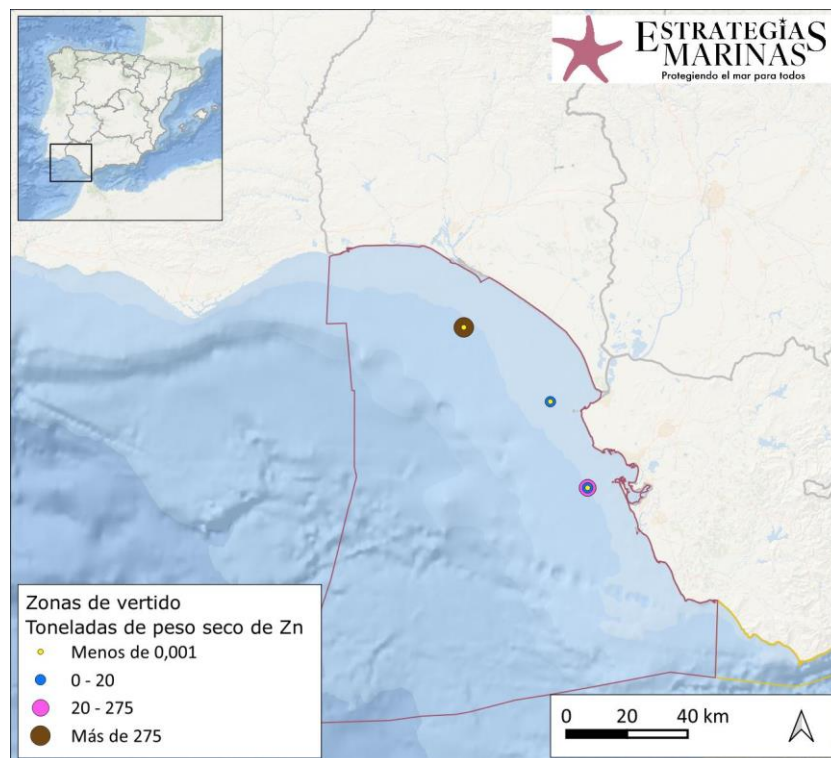 ESTRATEGIAS
MARINAS
Protegiendo el mar para todos
Zonas de vertido
Toneladas de peso seco de Zn
Menos de 0,001
0 - 20
20 - 275
Más de 275
0 20 40 km